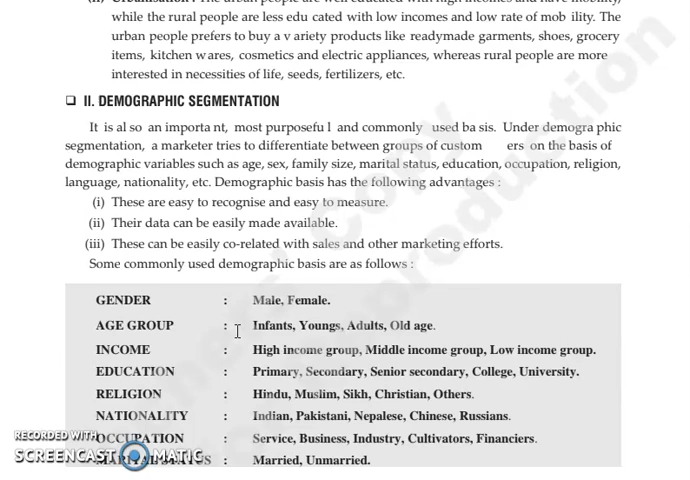 while the rural people are less edu cated with low incomes and low rate of mob ility. The
urban people prefers to buy a v ariety products like readymade garments, shoes, grocery
items, kitchen wares, cosmetics and electric appliances, whereas rural people are more
interested in necessities of life, seeds, fertilizers, etc.
❑ II. DEMOGRAPHIC SEGMENTATION
It is al so an importa nt, most purposefu l and commonly used ba sis. Under demogra phic
segmentation, a marketer tries to differentiate between groups of custom ers on the basis of
demographic variables such as age, sex, family size, marital status, education, occupation, religion,
language, nationality, etc. Demographic basis has the following advantages :
(i) These are easy to recognise and easy to measure.
(ii) Their data can be easily made available.
(iii) These can be easily co-related with sales and other marketing efforts.
Some commonly used demographic basis are as follows :
GENDER : Male, Female.
AGE GROUP : Infants, Youngs, Adults, Old age.
INCOME : High income group, Middle income group, Low income group.
EDUCATION : Primary, Secondary, Senior secondary, College, University.
RELIGION : Hindu, Muslim, Sikh, Christian, Others.
NATIONALITY : Indian, Pakistani, Nepalese, Chinese, Russians.
OCCUPATION : Service, Business, Industry, Cultivators, Financiers.
MARITAL STATUS : Married, Unmarried.
RECORDED WITH
SCREENCAST MATIC